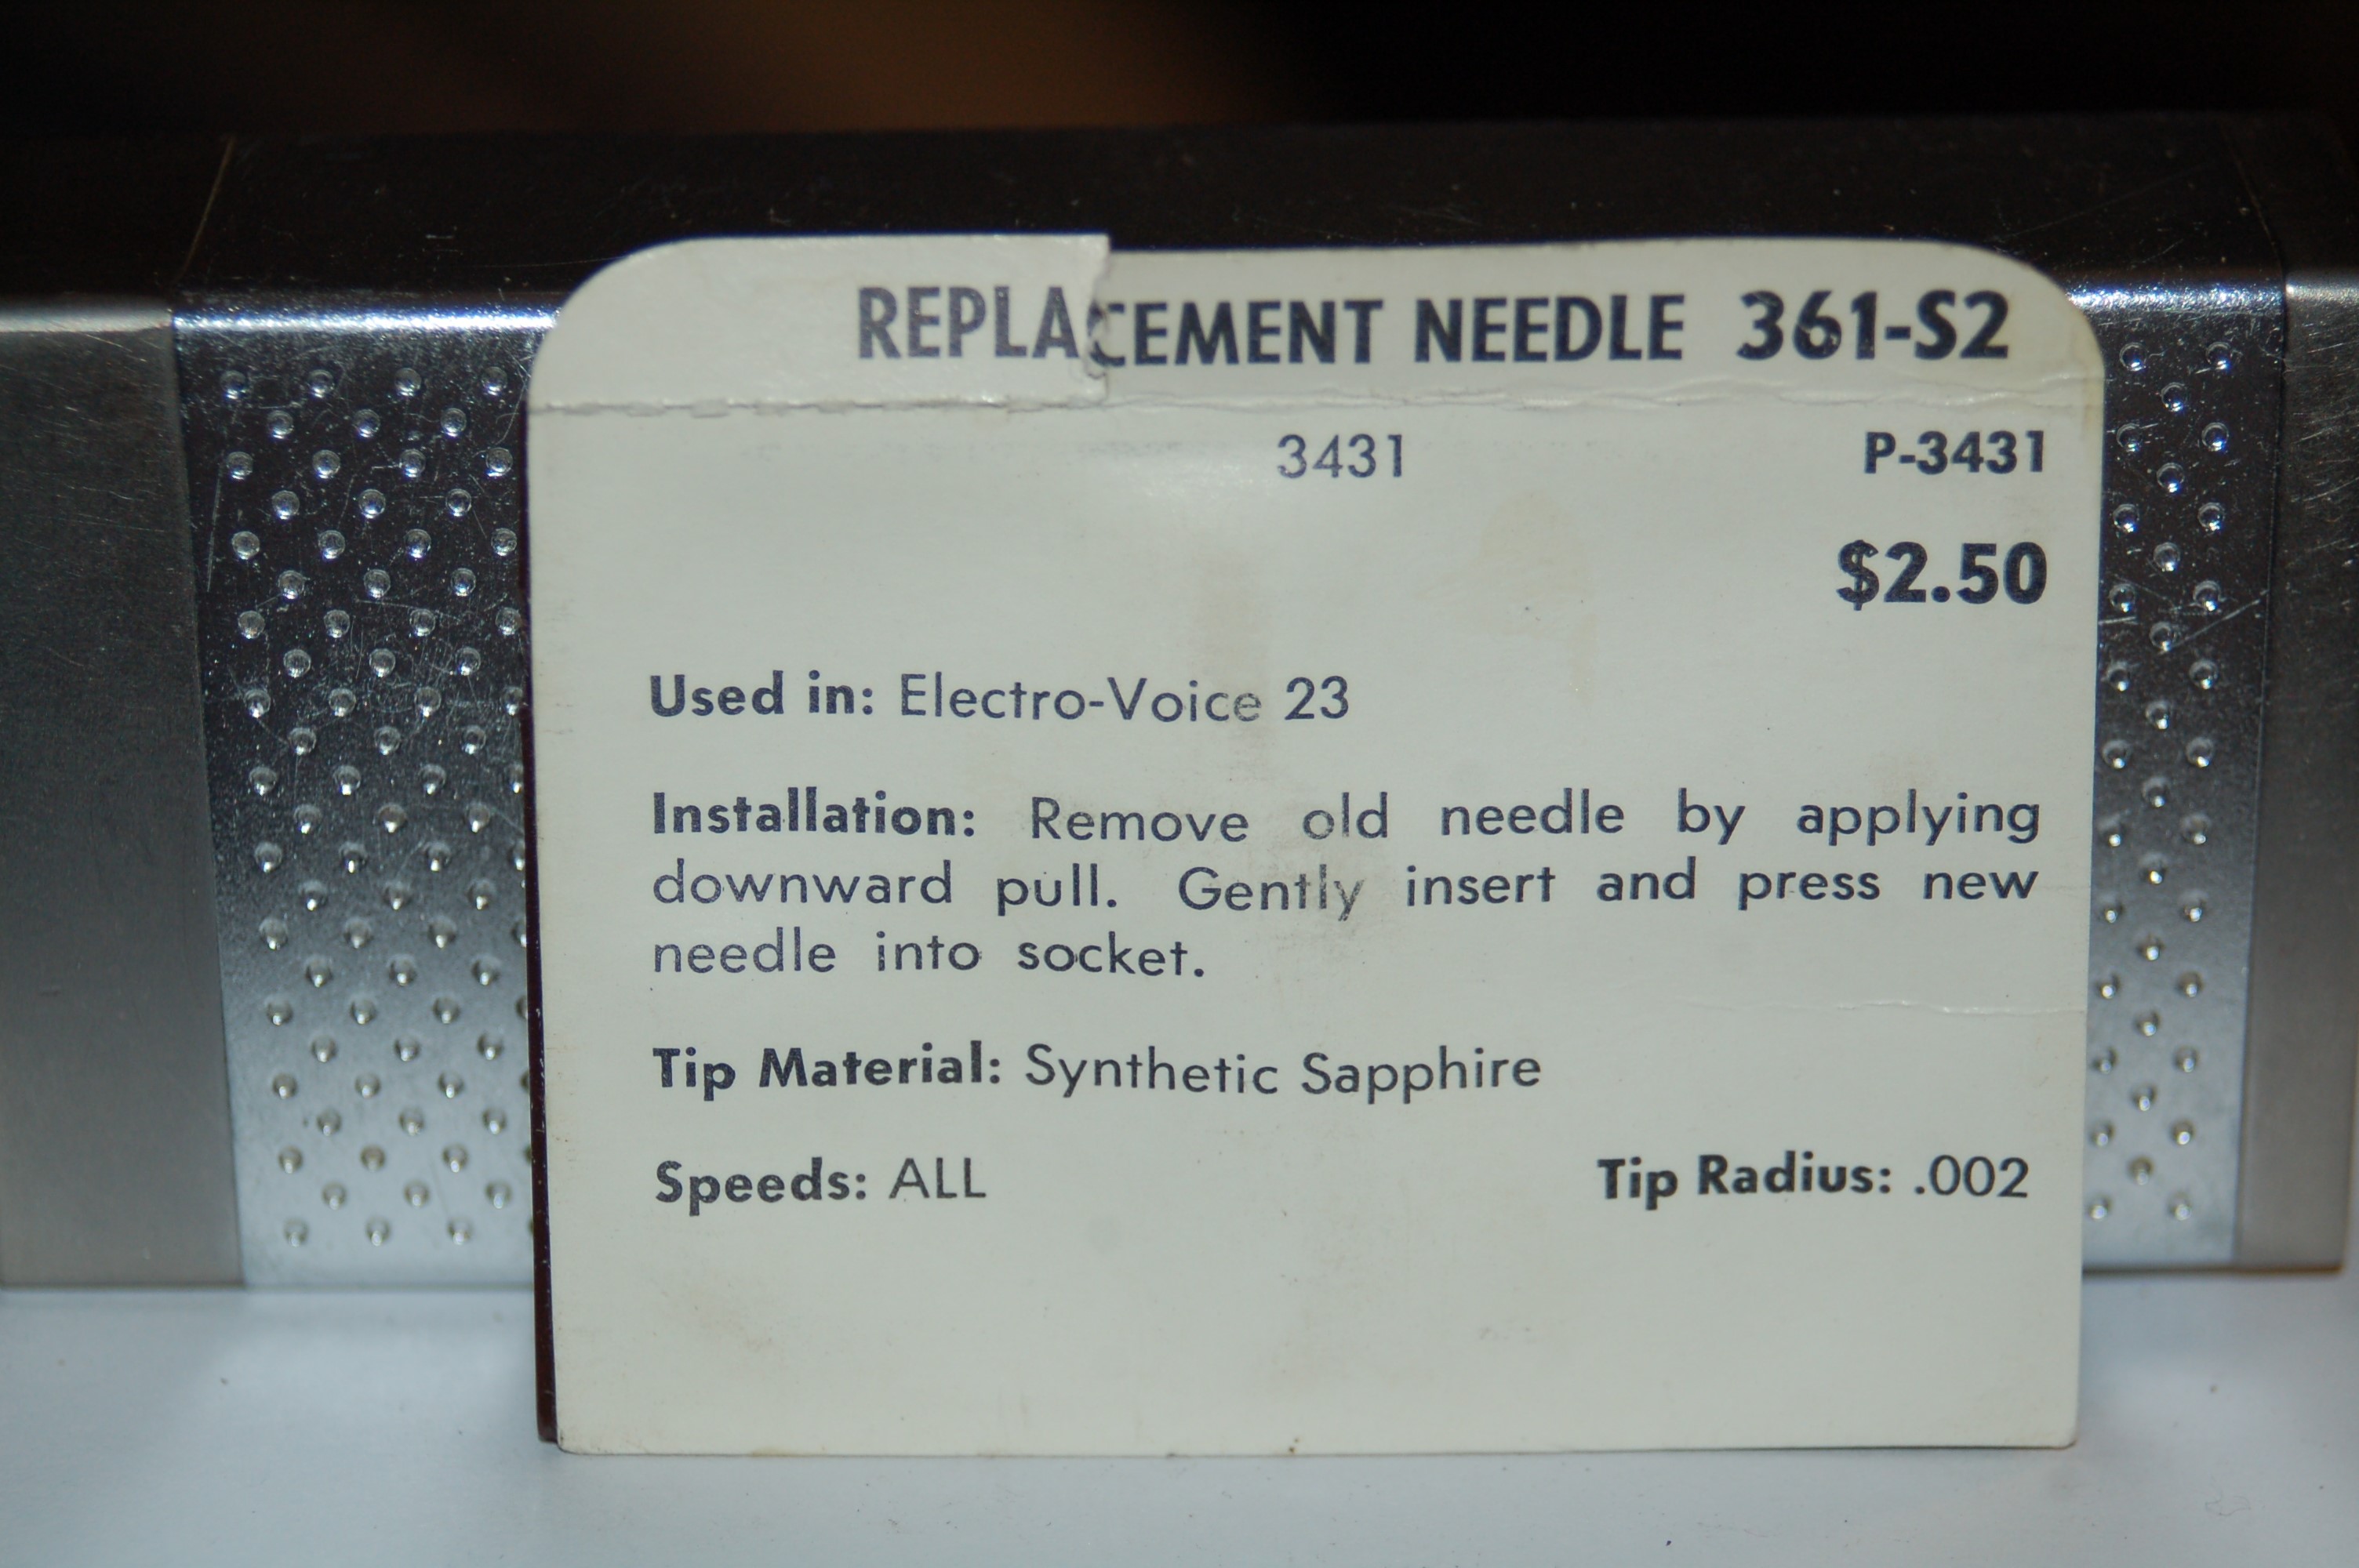 REPLACEMENT NEEDLE 361-S2
3431 P-3431
$2.50
Used in: Electro-Voice 23
Installation: Remove old needle by applying
downward pull. Gently insert and press new
needle into socket.
Tip Material: Synthetic Sapphire
Speeds: ALL Tip Radius: .002